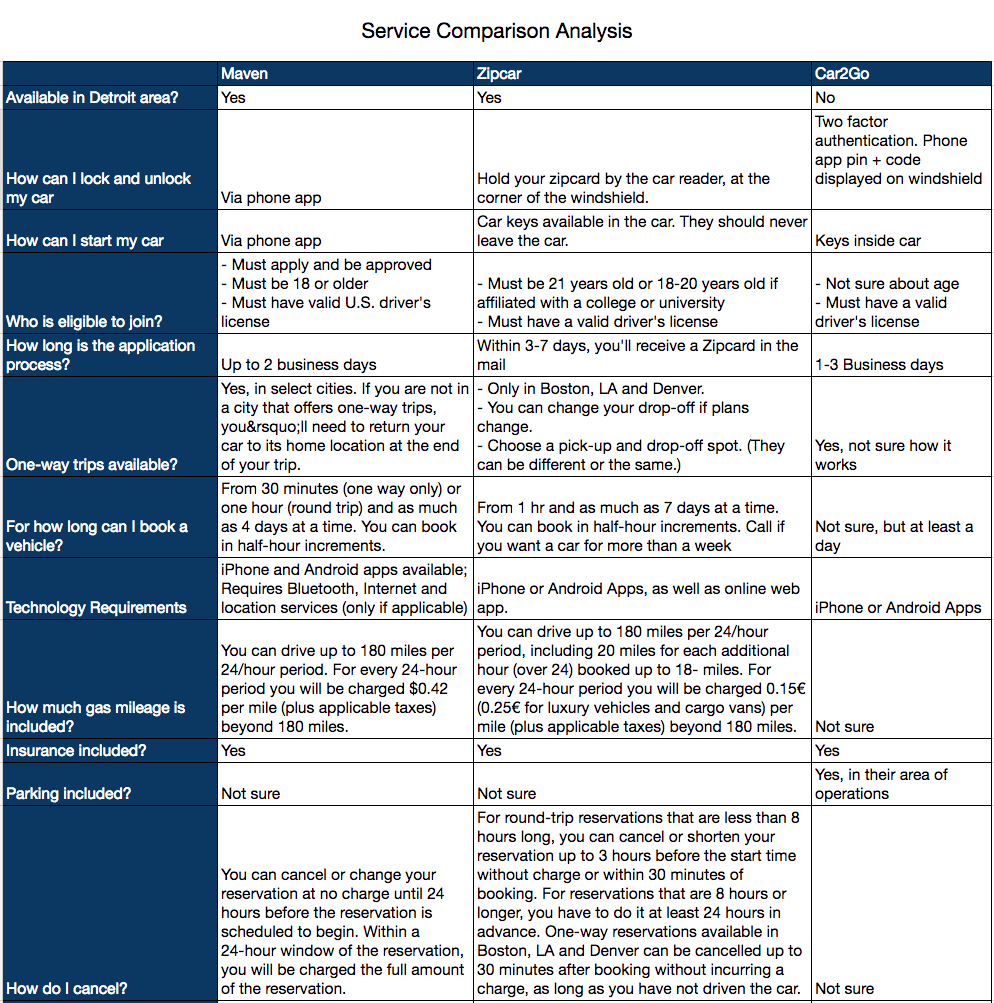 Service Comparison Analysis
Maven
Zipcar
Car2Go
Available in Detroit area?
Yes
Yes
No
How can I lock and unlock
my car
Via phone app
Hold your zipcard by the car reader, at the
corner of the windshield.
Two factor
authentication. Phone
app pin + code
displayed on windshield
How can I start my car
Via phone app
Car keys available in the car. They should never
leave the car.
Keys inside car
Who is eligible to join?
- Must apply and be approved
- Must be 18 or older
- Must have valid U.S. driver's
license
- Must be 21 years old or 18-20 years old if
affiliated with a college or university
- Must have a valid driver's license
- Not sure about age
- Must have a valid
driver's license
How long is the application
process?
Up to 2 business days
Within 3-7 days, you'll receive a Zipcard in the
mail
1-3 Business days
One-way trips available?
Yes, in select cities. If you are not in
a city that offers one-way trips,
you&rsquo;ll need to return your
car to its home location at the end
of your trip.
- Only in Boston, LA and Denver.
- You can change your drop-off if plans
change.
- Choose a pick-up and drop-off spot. (They
can be different or the same.)
Yes, not sure how it
works
For how long can I book a
vehicle?
From 30 minutes (one way only) or
one hour (round trip) and as much
as 4 days at a time. You can book
in half-hour increments.
From 1 hr and as much as 7 days at a time.
You can book in half-hour increments. Call if
you want a car for more than a week
Not sure, but at least a
day
Technology Requirements
iPhone and Android apps available;
Requires Bluetooth, Internet and
location services (only if applicable)
iPhone or Android Apps, as well as online web
app.
iPhone or Android Apps
How much gas mileage is
included?
You can drive up to 180 miles per
24/hour period. For every 24-hour
period you will be charged $0.42
per mile (plus applicable taxes)
beyond 180 miles.
You can drive up to 180 miles per 24/hour
period, including 20 miles for each additional
hour (over 24) booked up to 18- miles. For
every 24-hour period you will be charged 0.15€
(0.25€ for luxury vehicles and cargo vans) per
mile (plus applicable taxes) beyond 180 miles.
Not sure
Insurance included?
Yes
Yes
Yes
Parking included?
Not sure
Not sure
Yes, in their area of
operations
How do I cancel?
You can cancel or change your
reservation at no charge until 24
hours before the reservation is
scheduled to begin. Within a
24-hour window of the reservation,
you will be charged the full amount
of the reservation.
For round-trip reservations that are less than 8
hours long, you can cancel or shorten your
reservation up to 3 hours before the start time
without charge or within 30 minutes of
booking. For reservations that are 8 hours or
longer, you have to do it at least 24 hours in
advance. One-way reservations available in
Boston, LA and Denver can be cancelled up to
30 minutes after booking without incurring a
charge, as long as you have not driven the car.
Not sure